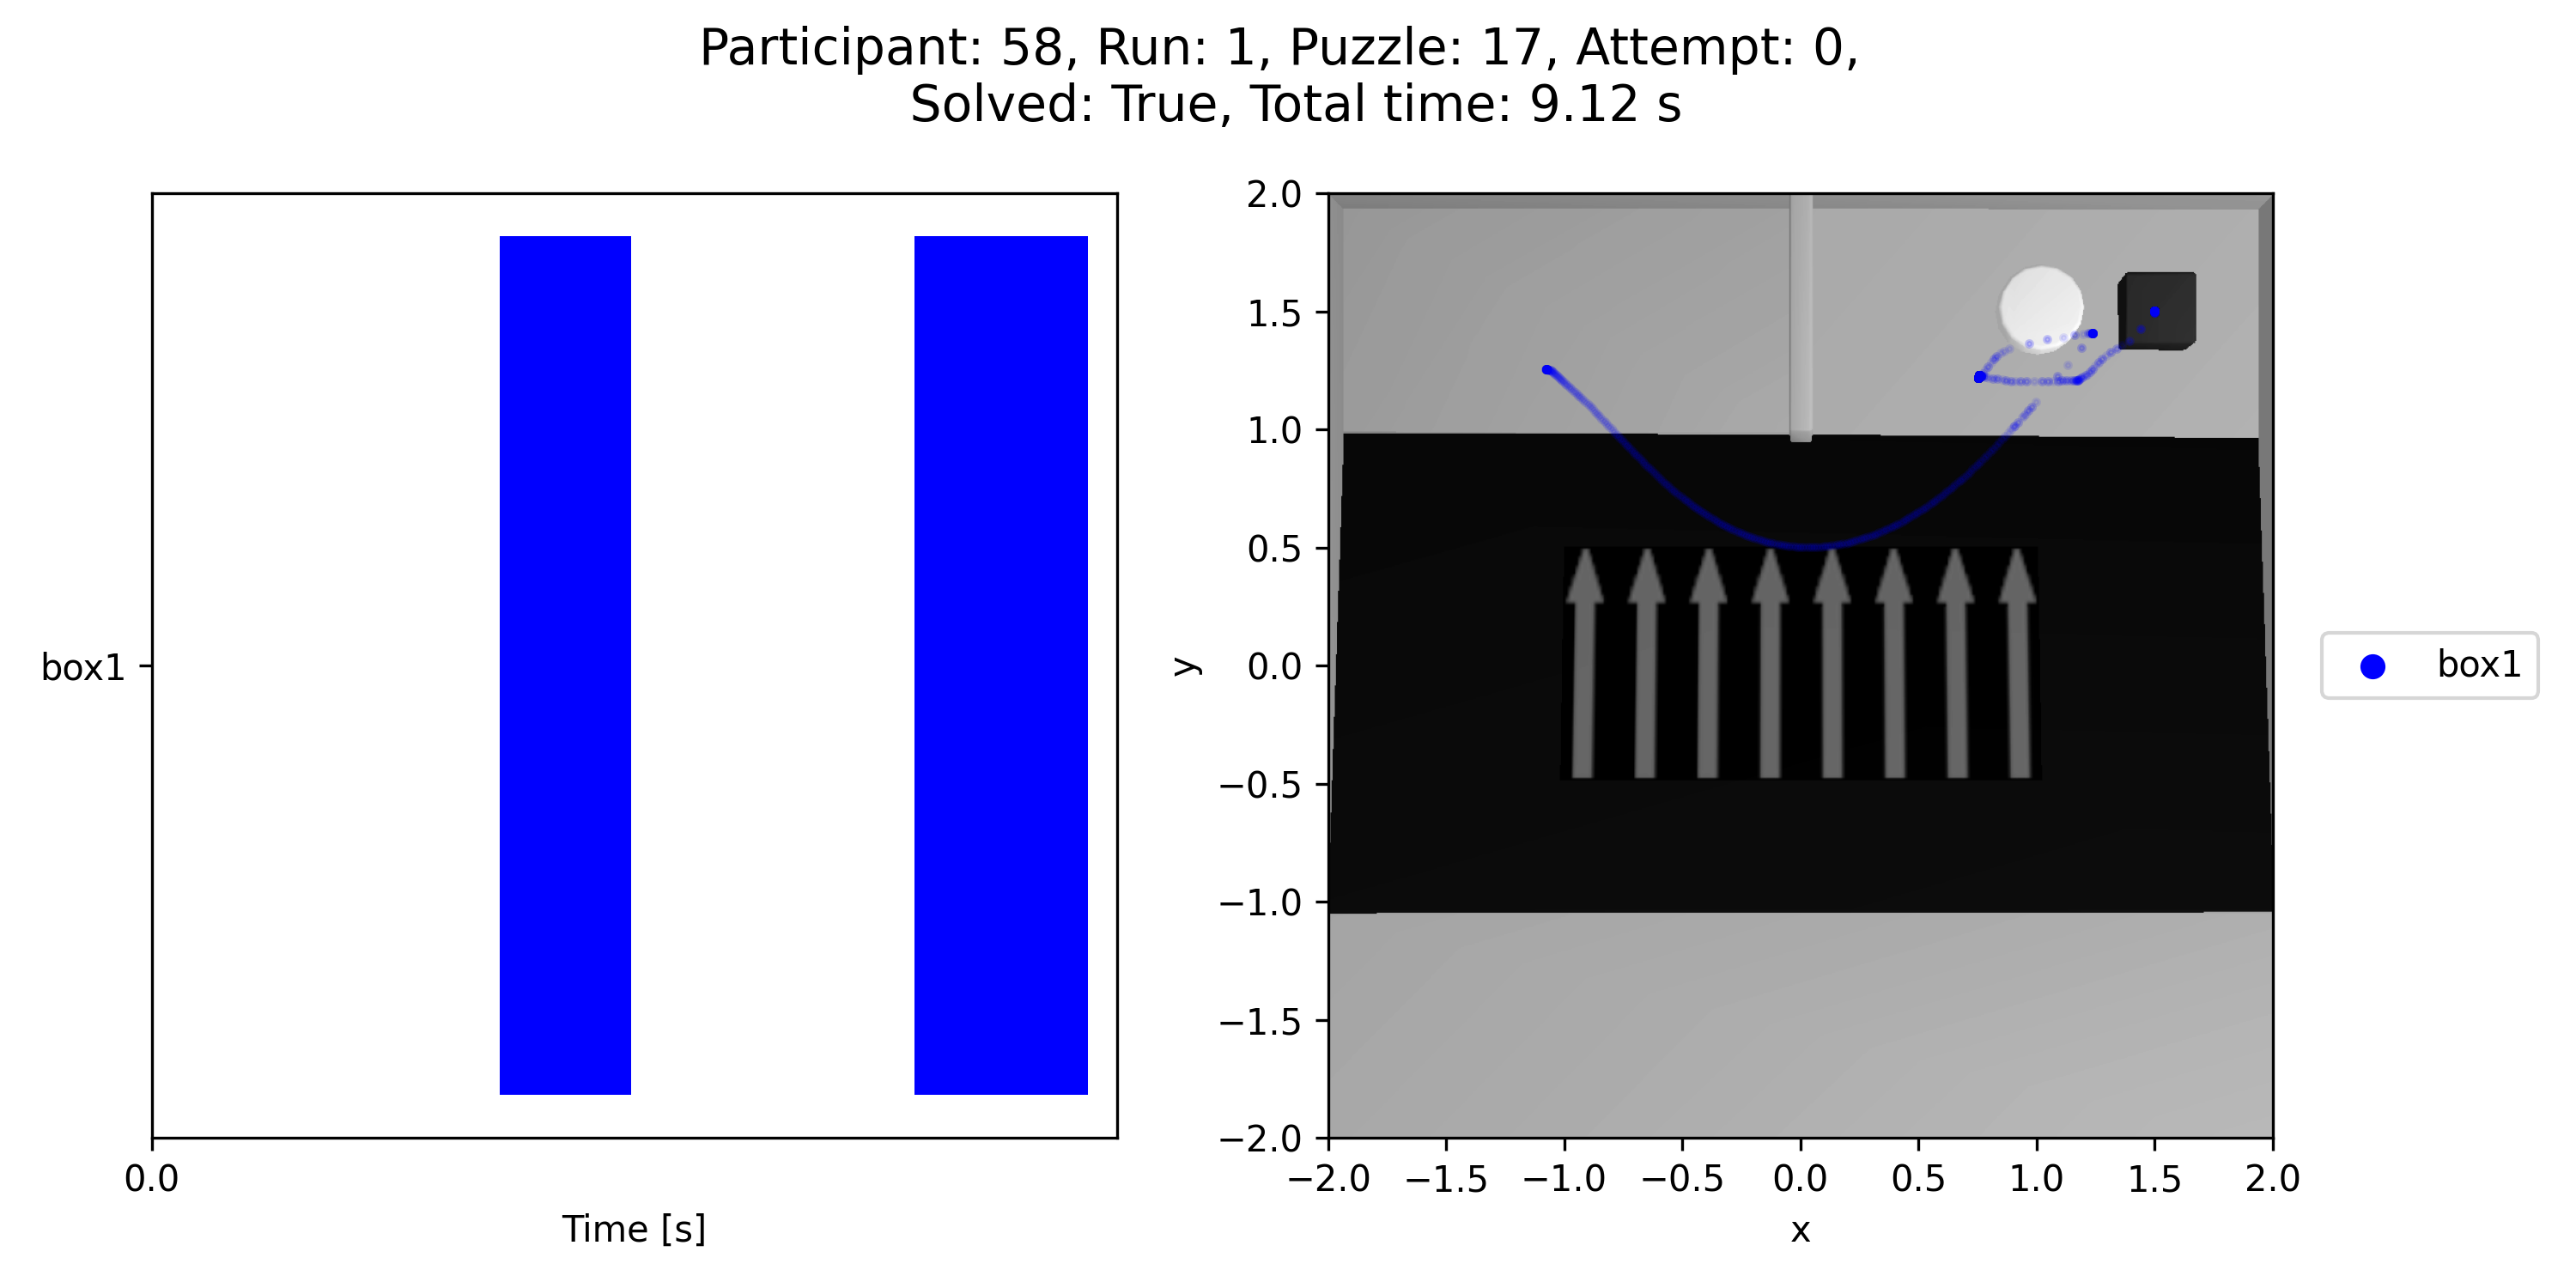 Participant: 58, Run: 1, Puzzle: 17, Attempt: 0,
Solved: True, Total time: 9.12 s
box1
0.0
Time [s]
2.0
1.5
1.0
0.5
0.0
−0.5
−1.0
−1.5
−2.0
y
−2.0 −1.5 −1.0 −0.5 0.0 0.5 1.0 1.5 2.0
x
box1